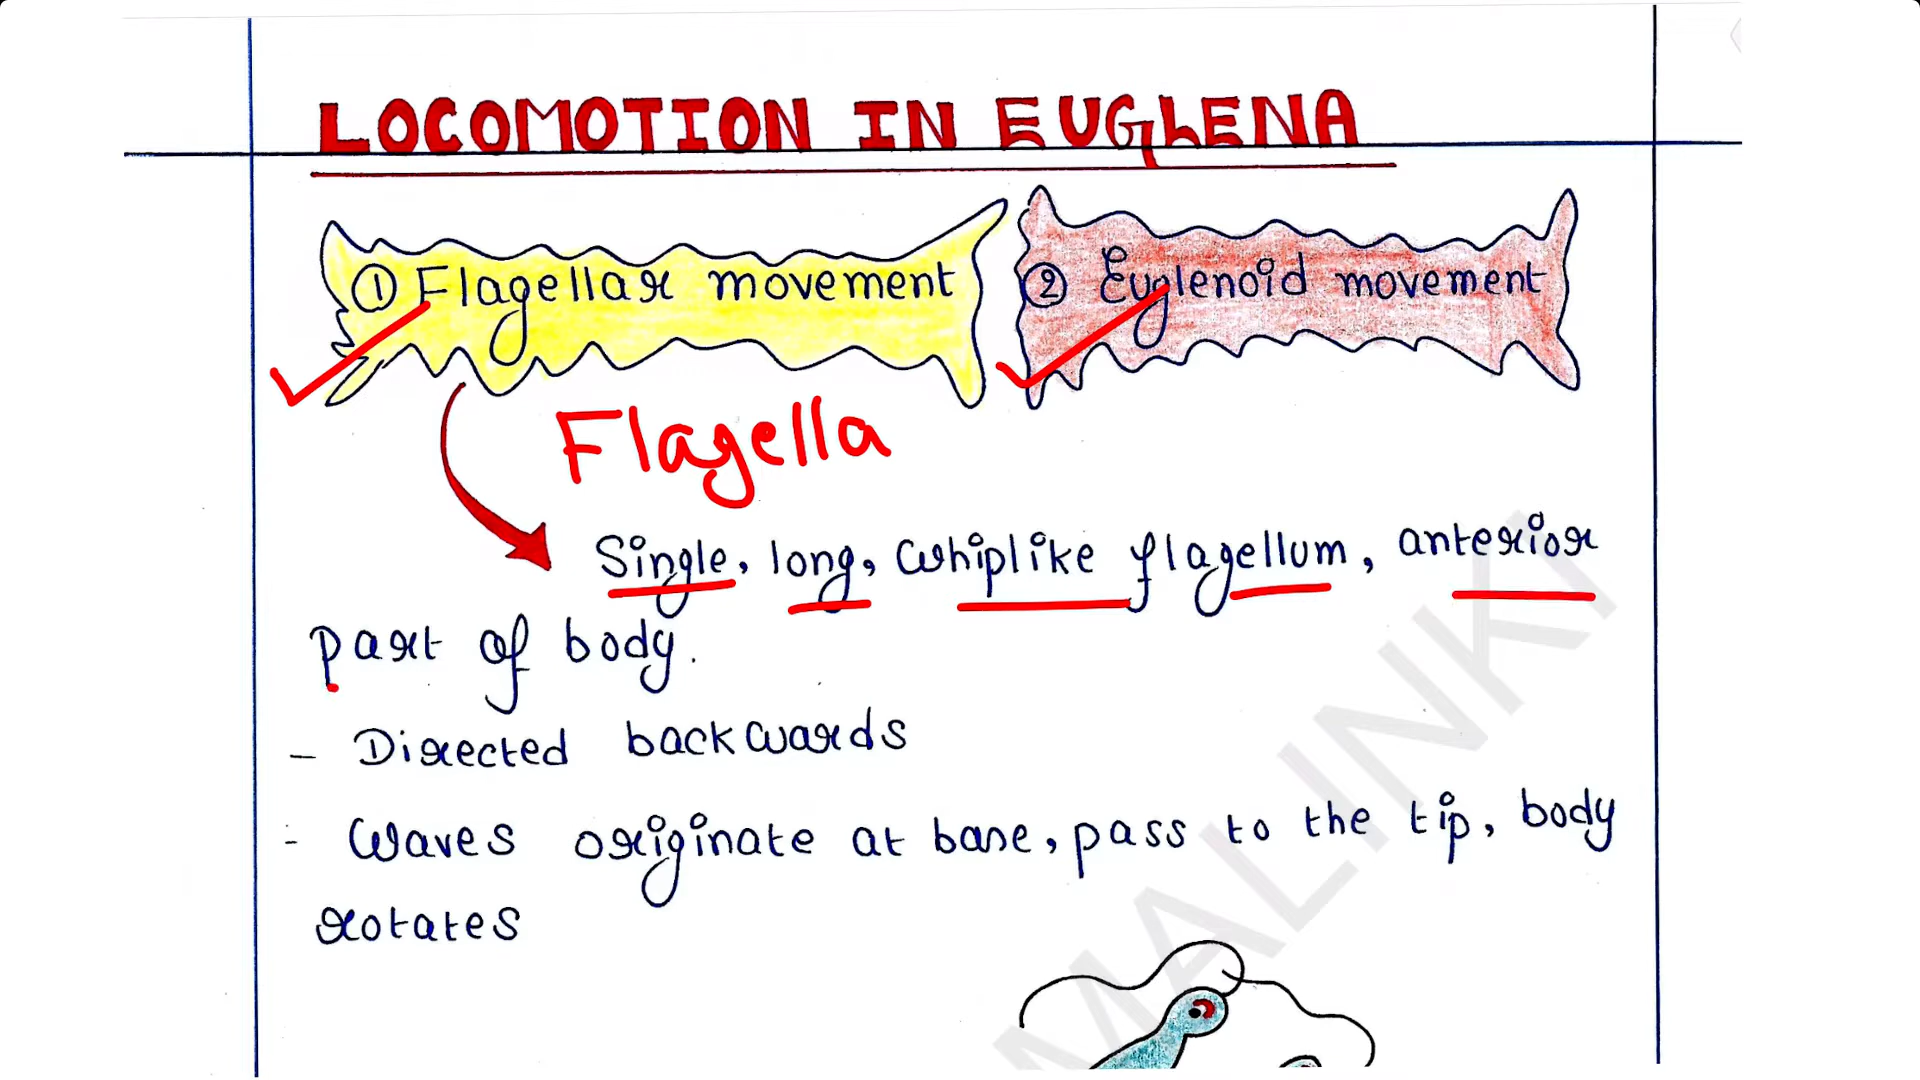 LOCOMOTION IN EUGLENA
① Flagellar movement
② Euglenoid movement
Flagella
Single, long, whiplike flagellum, anterior
part of body.
- Directed backwards
- Waves originate at base, pass to the tip, body
rotates
MALINKI